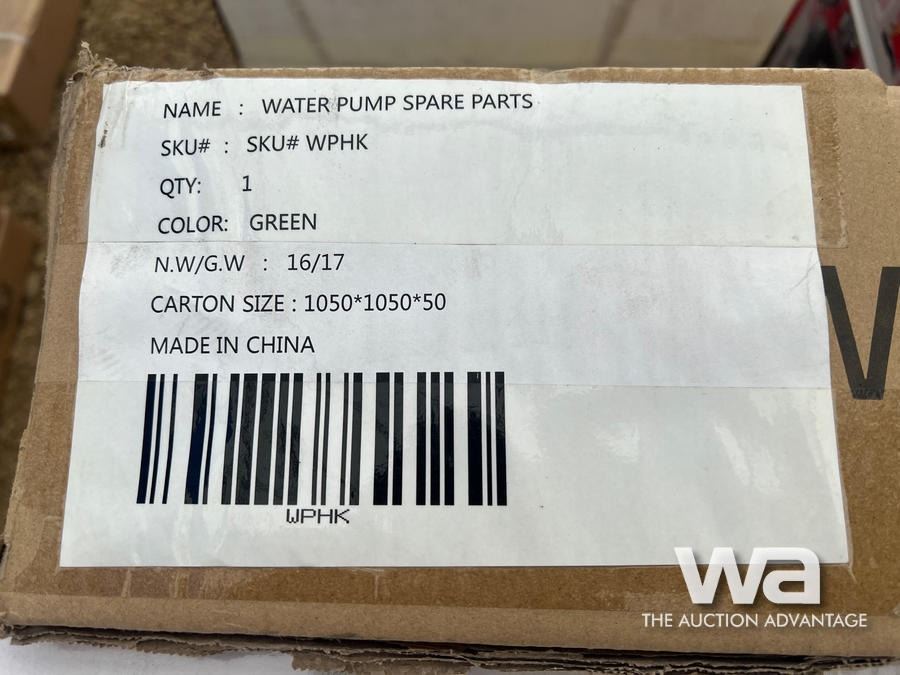 NAME : WATER PUMP SPARE PARTS
SKU# : SKU# WPHK
QTY: 1
COLOR: GREEN
N.W/G.W : 16/17
CARTON SIZE : 1050*1050*50
MADE IN CHINA
WPHK
W
wa
THE AUCTION ADVANTAGE